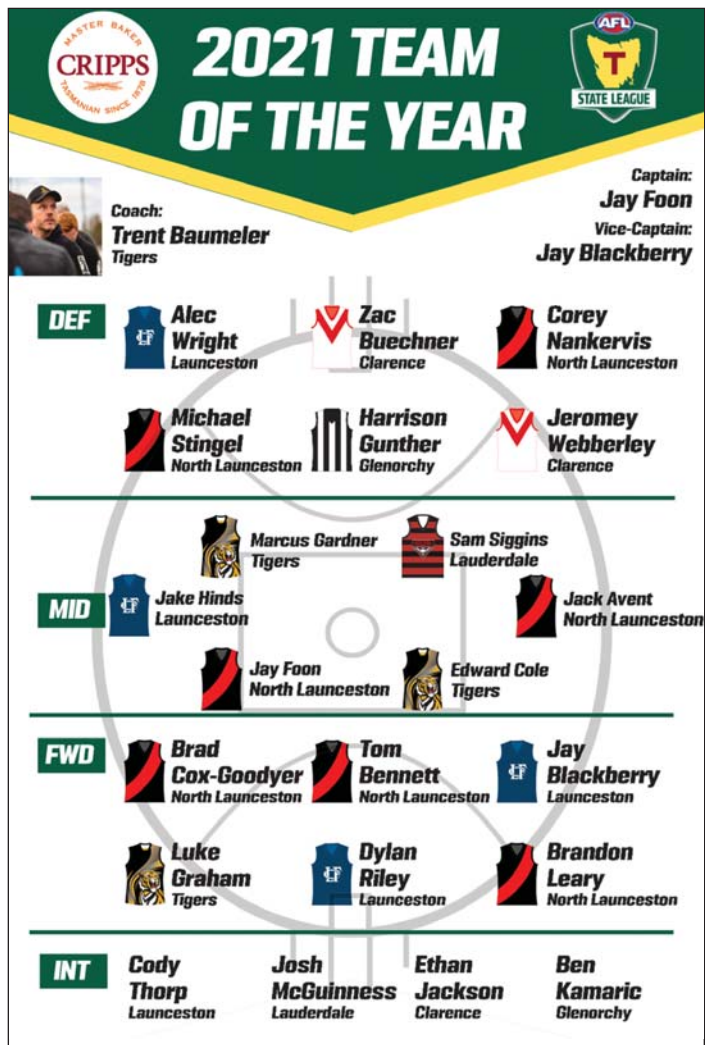 MASTER BAKER
CRIPPS
TASMANIAN SINCE 1878
2021 TEAM
OF THE YEAR
AFL
T
STATE LEAGUE
Coach:
Trent Baumeler
Tigers
Captain:
Jay Foon
Vice-Captain:
Jay Blackberry
DEF
Alec
Wright
Launceston
Zac
Buechner
Clarence
Corey
Nankervis
North Launceston
Michael
Stingel
North Launceston
Harrison
Gunther
Glenorchy
Jeromey
Webberley
Clarence
MID
Marcus Gardner
Tigers
Sam Siggins
Lauderdale
Jake Hinds
Launceston
Jack Avent
North Launceston
Jay Foon
North Launceston
Edward Cole
Tigers
FWD
Brad
Cox-Goodyer
North Launceston
Tom
Bennett
North Launceston
Jay
Blackberry
Launceston
Luke
Graham
Tigers
Dylan
Riley
Launceston
Brandon
Leary
North Launceston
INT
Cody
Thorp
Launceston
Josh
McGuinness
Lauderdale
Ethan
Jackson
Clarence
Ben
Kamaric
Glenorchy